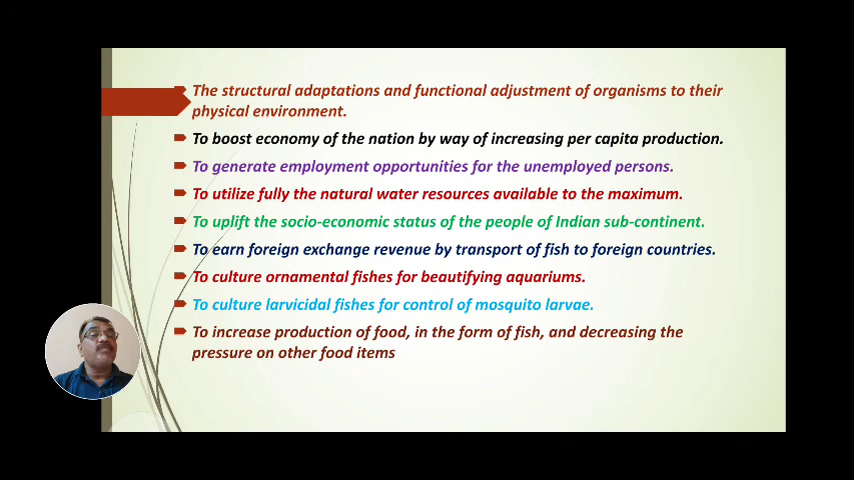 The structural adaptations and functional adjustment of organisms to their
physical environment.
To boost economy of the nation by way of increasing per capita production.
To generate employment opportunities for the unemployed persons.
To utilize fully the natural water resources available to the maximum.
To uplift the socio-economic status of the people of Indian sub-continent.
To earn foreign exchange revenue by transport of fish to foreign countries.
To culture ornamental fishes for beautifying aquariums.
To culture larvicidal fishes for control of mosquito larvae.
To increase production of food, in the form of fish, and decreasing the
pressure on other food items